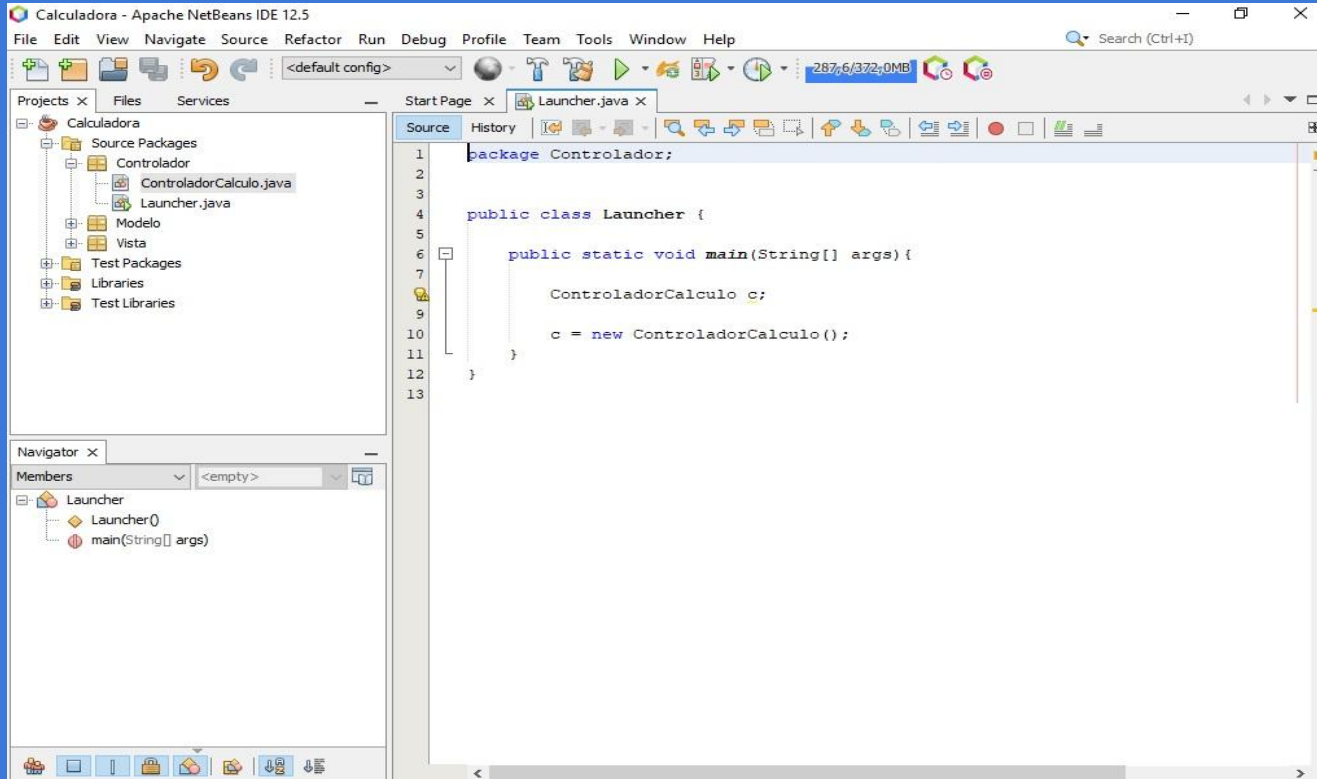 Calculadora - Apache NetBeans IDE 12.5
File Edit View Navigate Source Refactor Run Debug Profile Team Tools Window Help
Search (Ctrl+I)
<default config>
287,6/372,0MB
Projects Files Services
Calculadora
Source Packages
Controlador
ControladorCalculo.java
Launcher.java
Modelo
Vista
Test Packages
Libraries
Test Libraries
Navigator
Members <empty>
Launcher
Launcher()
main(String[] args)
Start Page Launcher.java
Source History
1 package Controlador;
2
3
4 public class Launcher {
5
6 public static void main(String[] args){
7
ControladorCalculo c;
9
10 c = new ControladorCalculo();
11 }
12 }
13